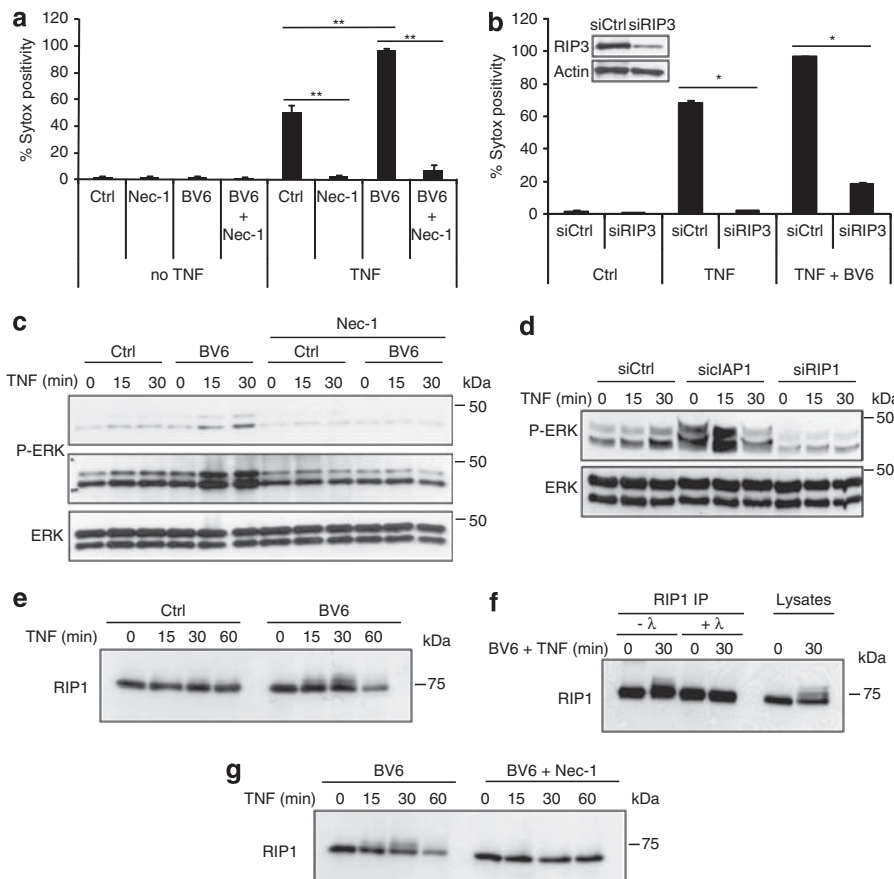 a
% Sytox positivity
120
100
80
60
40
20
0
**
**
**
Ctrl Nec-1 BV6 BV6 + Nec-1 Ctrl Nec-1 BV6 BV6 + Nec-1
no TNF TNF
b
% Sytox positivity
120
100
80
60
40
20
0
siCtrl siRIP3
RIP3
Actin
*
*
siCtrl siRIP3 siCtrl siRIP3 siCtrl siRIP3
Ctrl TNF TNF + BV6
c
Nec-1
Ctrl BV6 Ctrl BV6
TNF (min) 0 15 30 0 15 30 0 15 30 0 15 30 kDa
50
P-ERK
50
ERK
50
d
siCtrl sicIAP1 siRIP1
TNF (min) 0 15 30 0 15 30 0 15 30 kDa
P-ERK
50
ERK
50
e
Ctrl BV6
TNF (min) 0 15 30 60 0 15 30 60 kDa
RIP1
75
f
RIP1 IP Lysates
- λ + λ
BV6 + TNF (min) 0 30 0 30 0 30 kDa
RIP1
75
g
BV6 BV6 + Nec-1
TNF (min) 0 15 30 60 0 15 30 60 kDa
RIP1
75